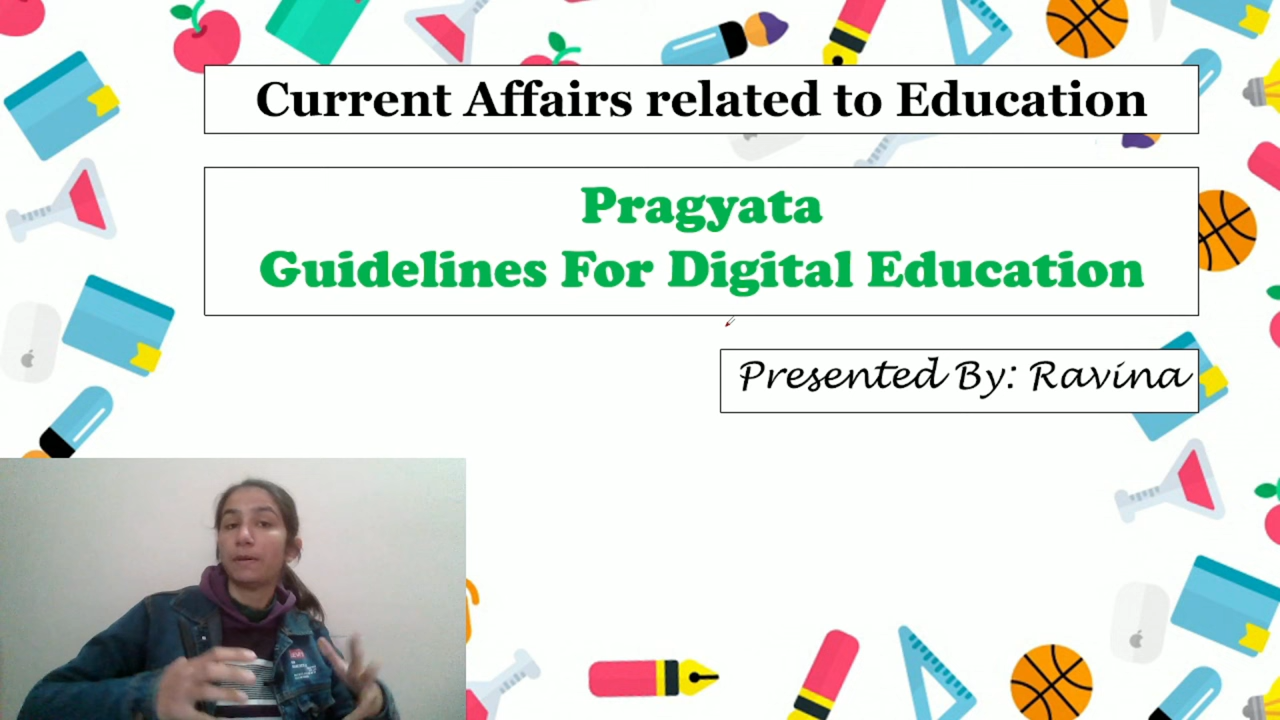 Current Affairs related to Education
Pragyata
Guidelines For Digital Education
Presented By: Ravina